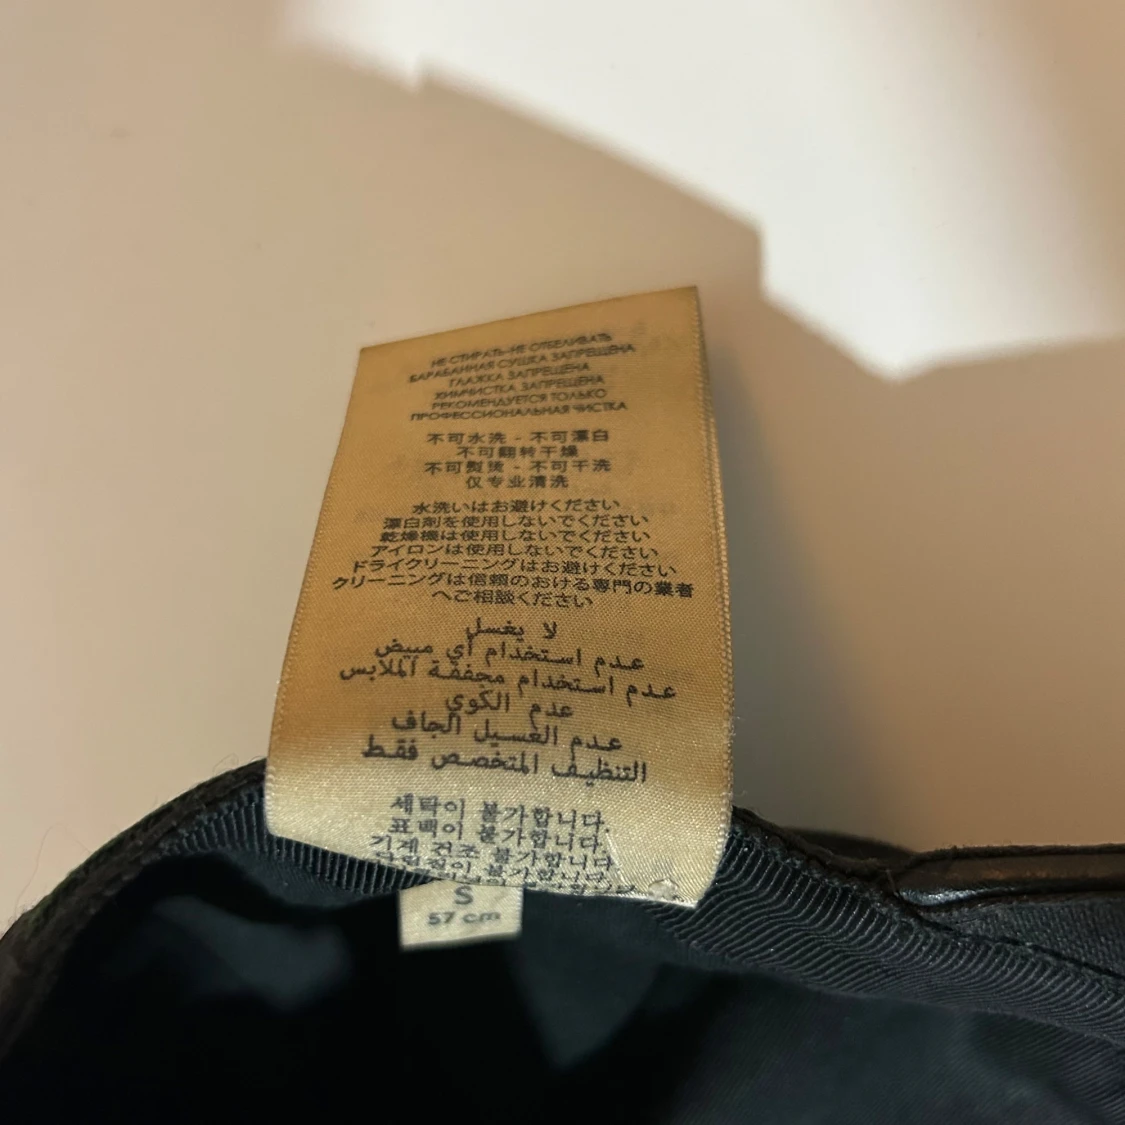 НЕ СТИРАТЬ-НЕ ОТБЕЛИВАТЬ
БАРАБАННАЯ СУШКА ЗАПРЕЩЕНА
ГЛАЖКА ЗАПРЕЩЕНА
ХИМЧИСТКА ЗАПРЕЩЕНА
РЕКОМЕНДУЕТСЯ ТОЛЬКО
ПРОФЕССИОНАЛЬНАЯ ЧИСТКА
不可水洗 - 不可漂白
不可翻转干燥
不可熨烫 - 不可干洗
仅专业清洗
水洗いはお避けください
漂白剤を使用しないでください
乾燥機は使用しないでください
アイロンは使用しないでください
ドライクリーニングはお避けください
クリーニングは信頼のおける専門の業者
へご相談ください
لا يغسل
عدم استخدام أي مبيض
عدم استخدام مجففة الملابس
عدم الكوي
عدم الغسيل الجاف
التنظيف المتخصص فقط
세탁이 불가합니다.
표백이 불가합니다.
기계 건조 불가합니다
불가합니다.
S
57 cm